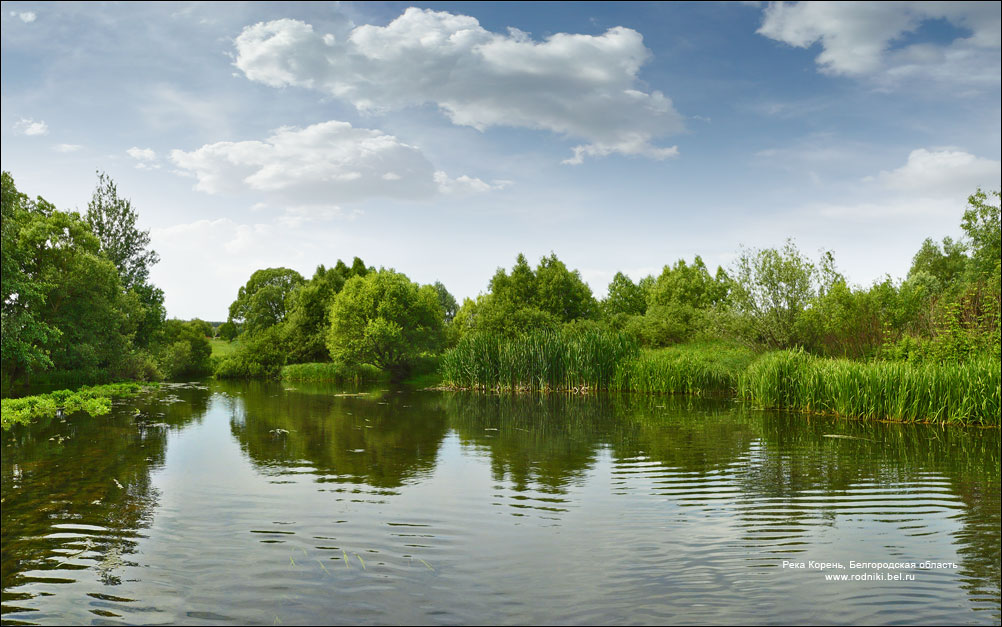 Река Корень, Белгородская область
www.rodniki.bel.ru